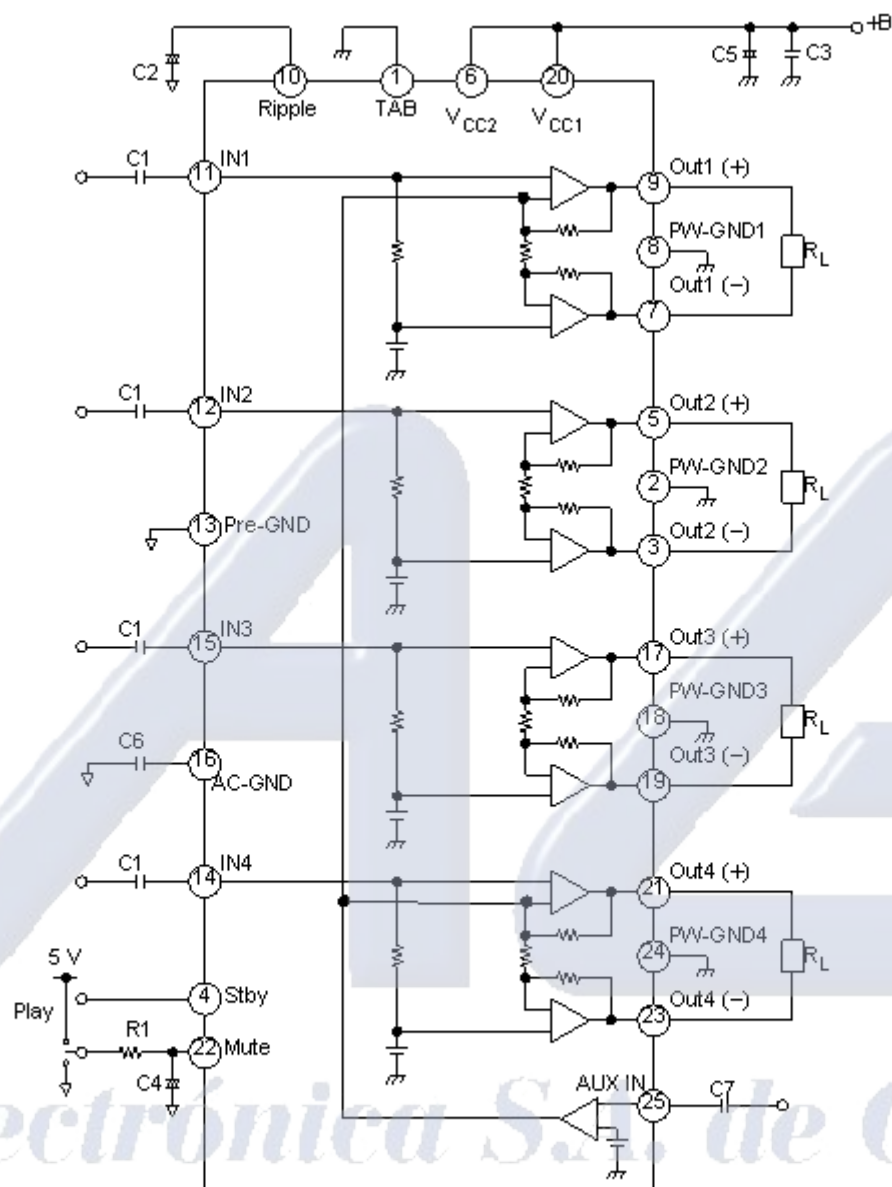 +B
C2
C5
C3
10
1
6
20
Ripple
TAB
VCC2
VCC1
C1
11
IN1
9
Out1 (+)
8
PW-GND1
RL
Out1 (−)
7
C1
12
IN2
5
Out2 (+)
2
PW-GND2
RL
13
Pre-GND
Out2 (−)
3
C1
15
IN3
17
Out3 (+)
18
PW-GND3
RL
C6
16
AC-GND
Out3 (−)
19
C1
14
IN4
21
Out4 (+)
24
PW-GND4
RL
5 V
Play
4
Stby
Out4 (−)
23
R1
22
Mute
C4
AUX IN
25
C7
ectrónica S.A. de